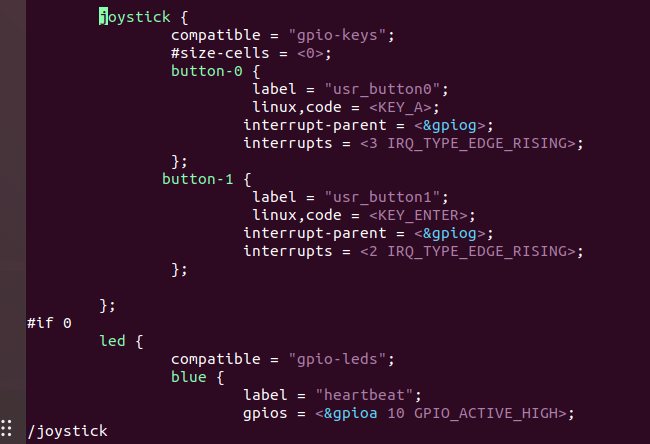 joystick {
compatible = "gpio-keys";
#size-cells = <0>;
button-0 {
label = "usr_button0";
linux,code = <KEY_A>;
interrupt-parent = <&gpiog>;
interrupts = <3 IRQ_TYPE_EDGE_RISING>;
};
button-1 {
label = "usr_button1";
linux,code = <KEY_ENTER>;
interrupt-parent = <&gpiog>;
interrupts = <2 IRQ_TYPE_EDGE_RISING>;
};
};
#if 0
led {
compatible = "gpio-leds";
blue {
label = "heartbeat";
gpios = <&gpioa 10 GPIO_ACTIVE_HIGH>;
/joystick